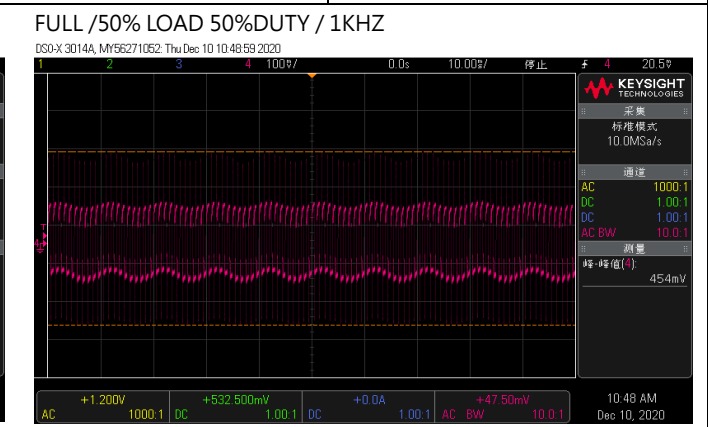 FULL /50% LOAD 50%DUTY / 1KHZ
DSO-X 3014A, MY56271052: Thu Dec 10 10:48:59 2020
1 2 3 4 100▿/ 0.0s 10.00▿/ 停止 4 20.5▿
KEYSIGHT
TECHNOLOGIES
采集
标准模式
10.0MSa/s
通道
AC 1000:1
DC 1.00:1
DC 1.00:1
AC BW 10.0:1
测量
峰-峰值(4):
454mV
T
4
+1.200V +532.500mV +0.0A +47.50mV
AC 1000:1 DC 1.00:1 DC 1.00:1 AC BW 10.0:1
10:48 AM
Dec 10, 2020